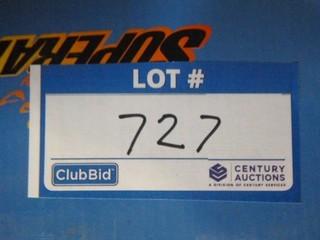 LOT #
727
ClubBid
CENTURY
AUCTIONS
A DIVISION OF CENTURY SERVICES